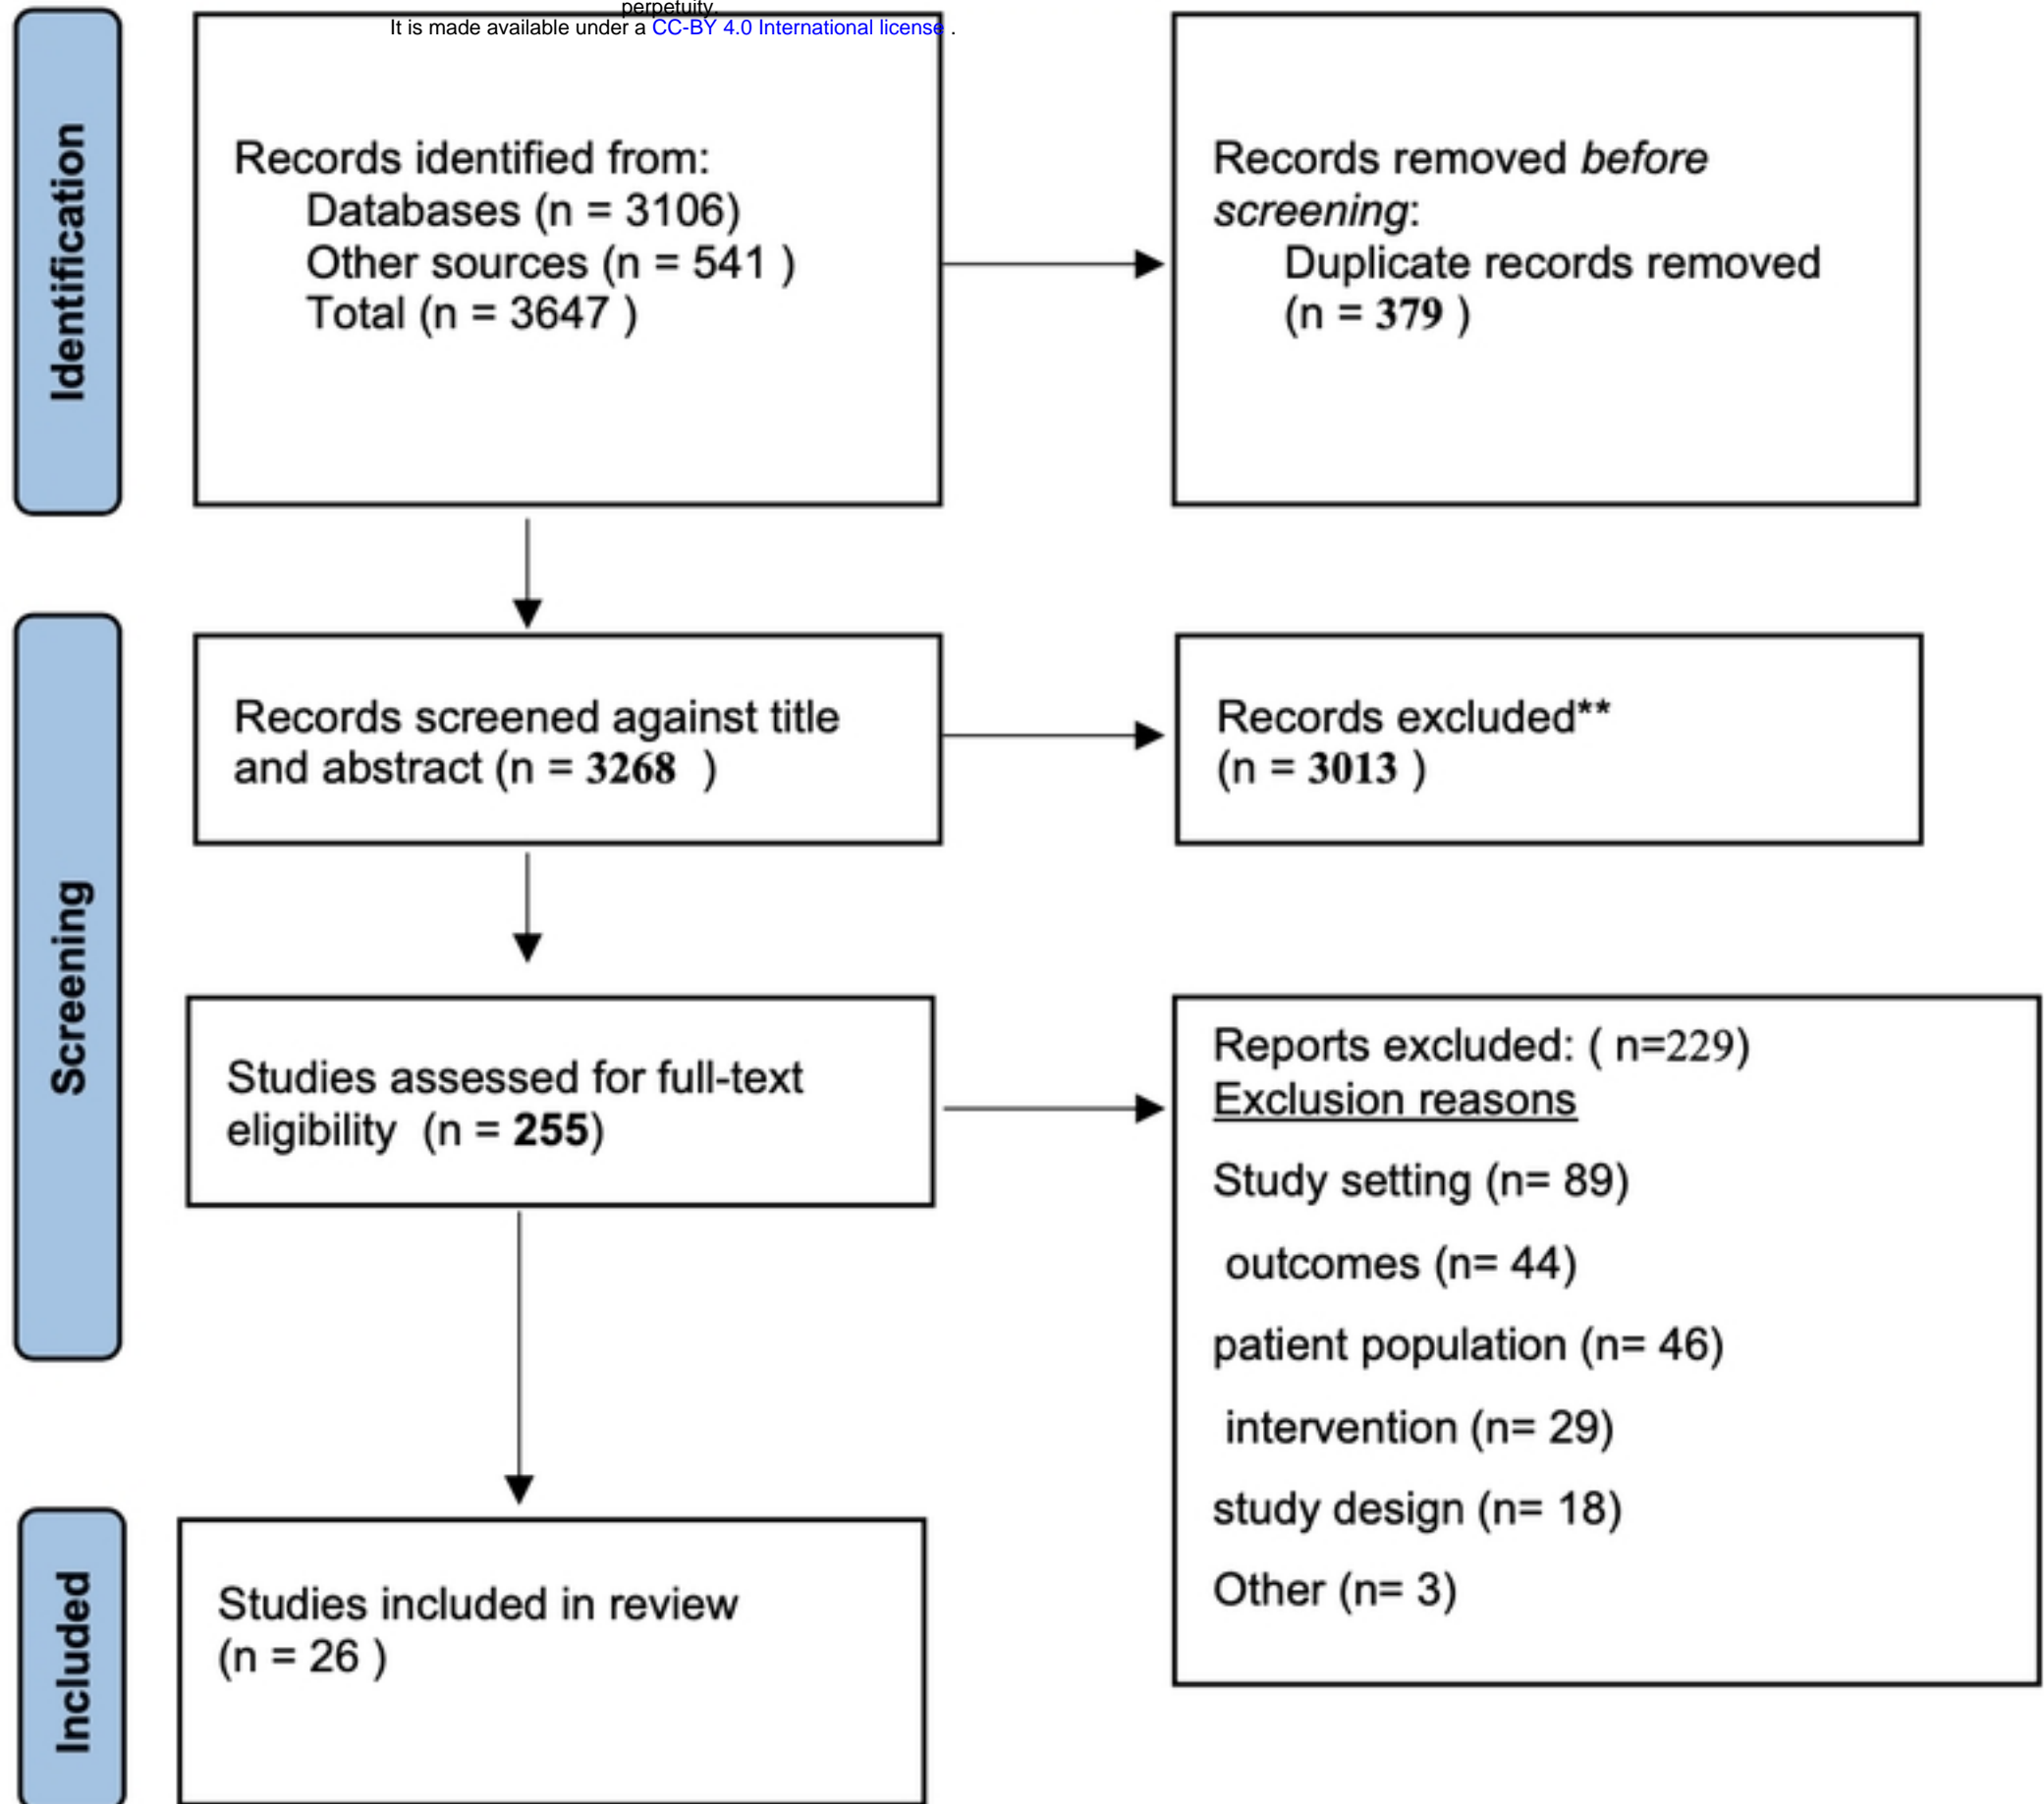 perpetuity.
It is made available under a CC-BY 4.0 International license .
Identification
Records identified from:
Databases (n = 3106)
Other sources (n = 541 )
Total (n = 3647 )
Records removed before
screening:
Duplicate records removed
(n = 379 )
Screening
Records screened against title
and abstract (n = 3268 )
Records excluded**
(n = 3013 )
Studies assessed for full-text
eligibility (n = 255)
Reports excluded: ( n=229)
Exclusion reasons
Study setting (n= 89)
outcomes (n= 44)
patient population (n= 46)
intervention (n= 29)
study design (n= 18)
Other (n= 3)
Included
Studies included in review
(n = 26 )